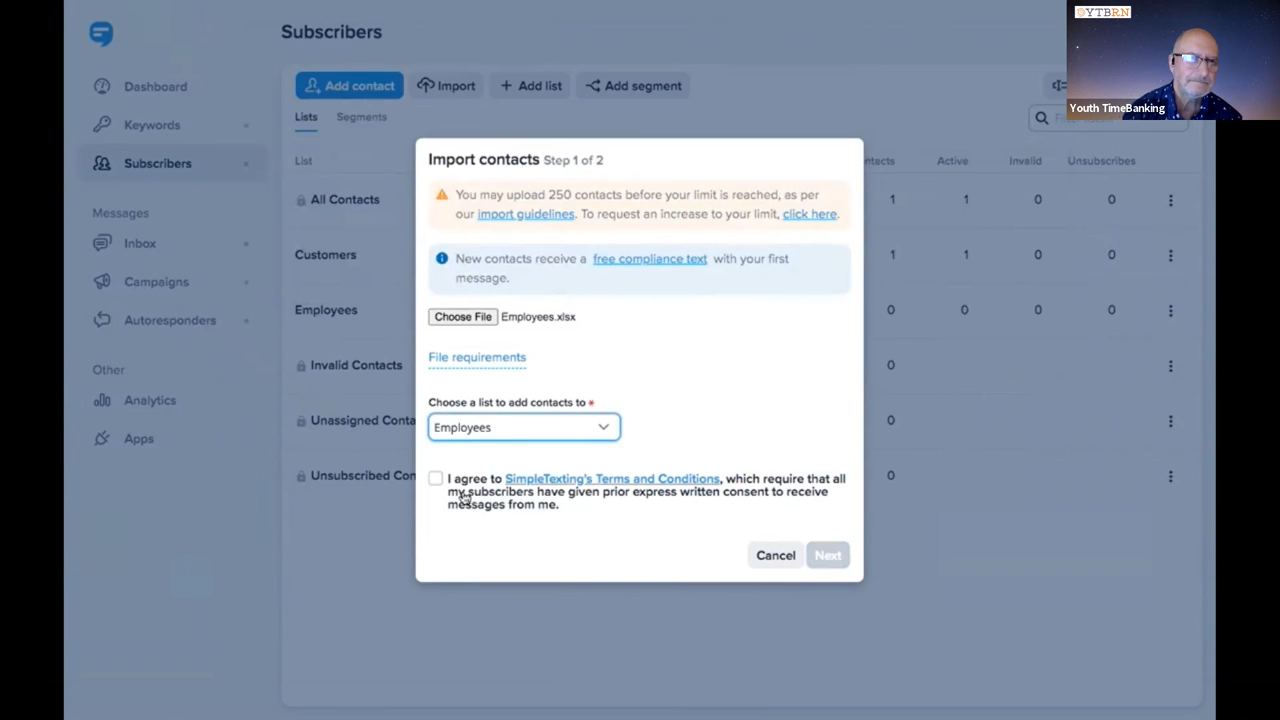 Subscribers
YTBRN
Youth TimeBanking
Dashboard
Keywords
Subscribers
Messages
Inbox
Campaigns
Autoresponders
Other
Analytics
Apps
Add contact
Import
+ Add list
Add segment
Lists
Segments
List
Active
Invalid
Unsubscribes
All Contacts
1
1
0
0
Customers
1
1
0
0
Employees
0
0
0
0
Invalid Contacts
0
Unassigned Conta
0
Unsubscribed Con
0
Import contacts Step 1 of 2
You may upload 250 contacts before your limit is reached, as per
our import guidelines. To request an increase to your limit, click here.
New contacts receive a free compliance text with your first
message.
Choose File Employees.xlsx
File requirements
Choose a list to add contacts to *
Employees
I agree to SimpleTexting's Terms and Conditions, which require that all
my subscribers have given prior express written consent to receive
messages from me.
Cancel
Next